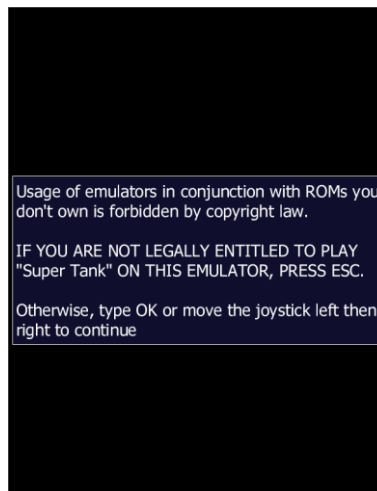 Usage of emulators in conjunction with ROMs you
don't own is forbidden by copyright law.
IF YOU ARE NOT LEGALLY ENTITLED TO PLAY
"Super Tank" ON THIS EMULATOR, PRESS ESC.
Otherwise, type OK or move the joystick left then
right to continue